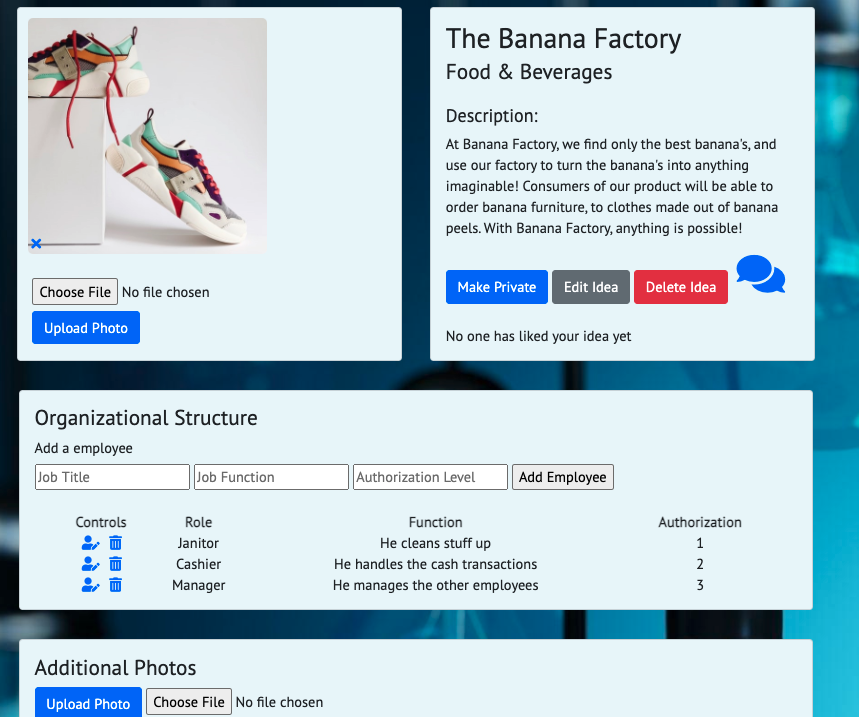 The Banana Factory
Food & Beverages
Description:
At Banana Factory, we find only the best banana's, and
use our factory to turn the banana's into anything
imaginable! Consumers of our product will be able to
order banana furniture, to clothes made out of banana
peels. With Banana Factory, anything is possible!
Make Private Edit Idea Delete Idea
No one has liked your idea yet
Choose File No file chosen
Upload Photo
Organizational Structure
Add a employee
Job Title Job Function Authorization Level Add Employee
Controls Role Function Authorization
Janitor He cleans stuff up 1
Cashier He handles the cash transactions 2
Manager He manages the other employees 3
Additional Photos
Upload Photo Choose File No file chosen